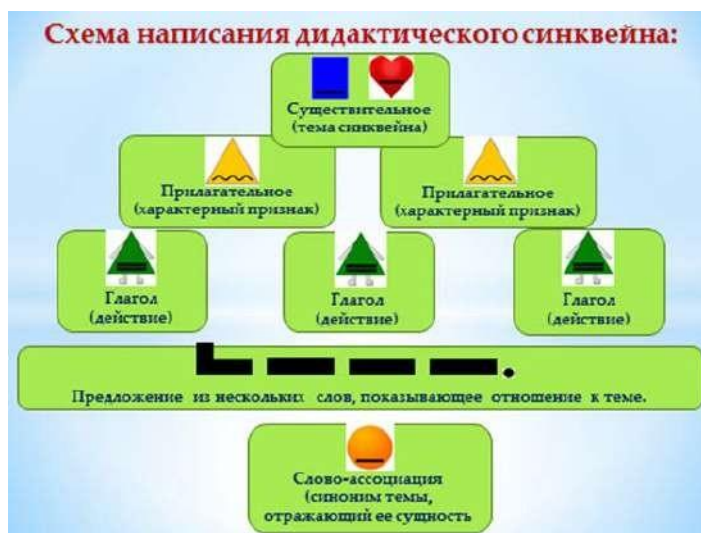 Схема написания дидактического синквейна:
Существительное
(тема синквейна)
Прилагательное
(характерный признак)
Прилагательное
(характерный признак)
Глагол
(действие)
Глагол
(действие)
Глагол
(действие)
Предложение из нескольких слов, показывающее отношение к теме.
Слово-ассоциация
(синоним темы,
отражающий ее сущность